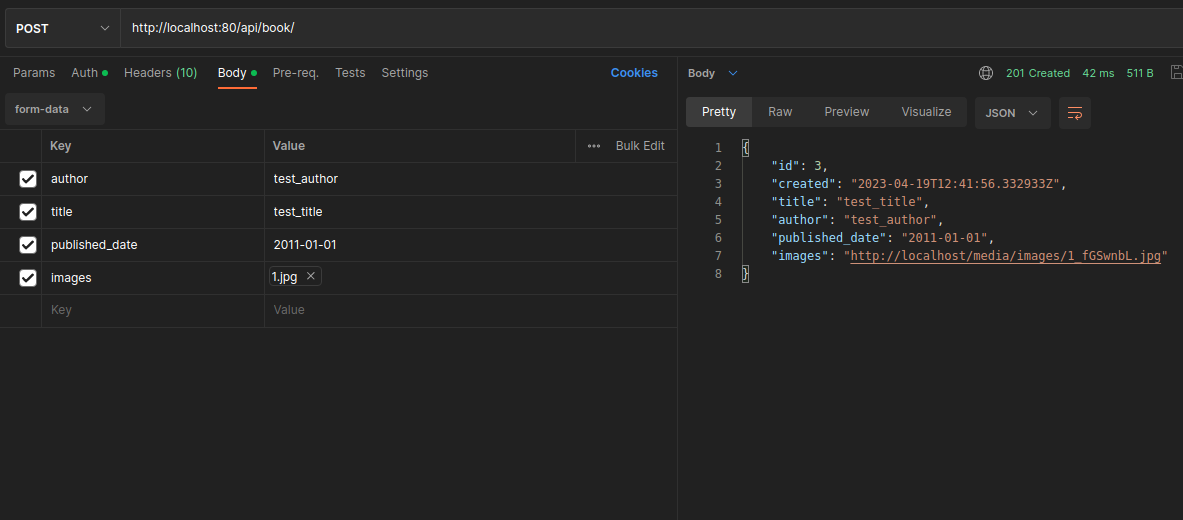 POST http://localhost:80/api/book/
Params Auth Headers (10) Body Pre-req. Tests Settings Cookies
form-data
Key Value Bulk Edit
author test_author
title test_title
published_date 2011-01-01
images 1.jpg
Key Value
Body 201 Created 42 ms 511 B
Pretty Raw Preview Visualize JSON
1 {
2 "id": 3,
3 "created": "2023-04-19T12:41:56.332933Z",
4 "title": "test_title",
5 "author": "test_author",
6 "published_date": "2011-01-01",
7 "images": "http://localhost/media/images/1_fGSwnbL.jpg"
8 }